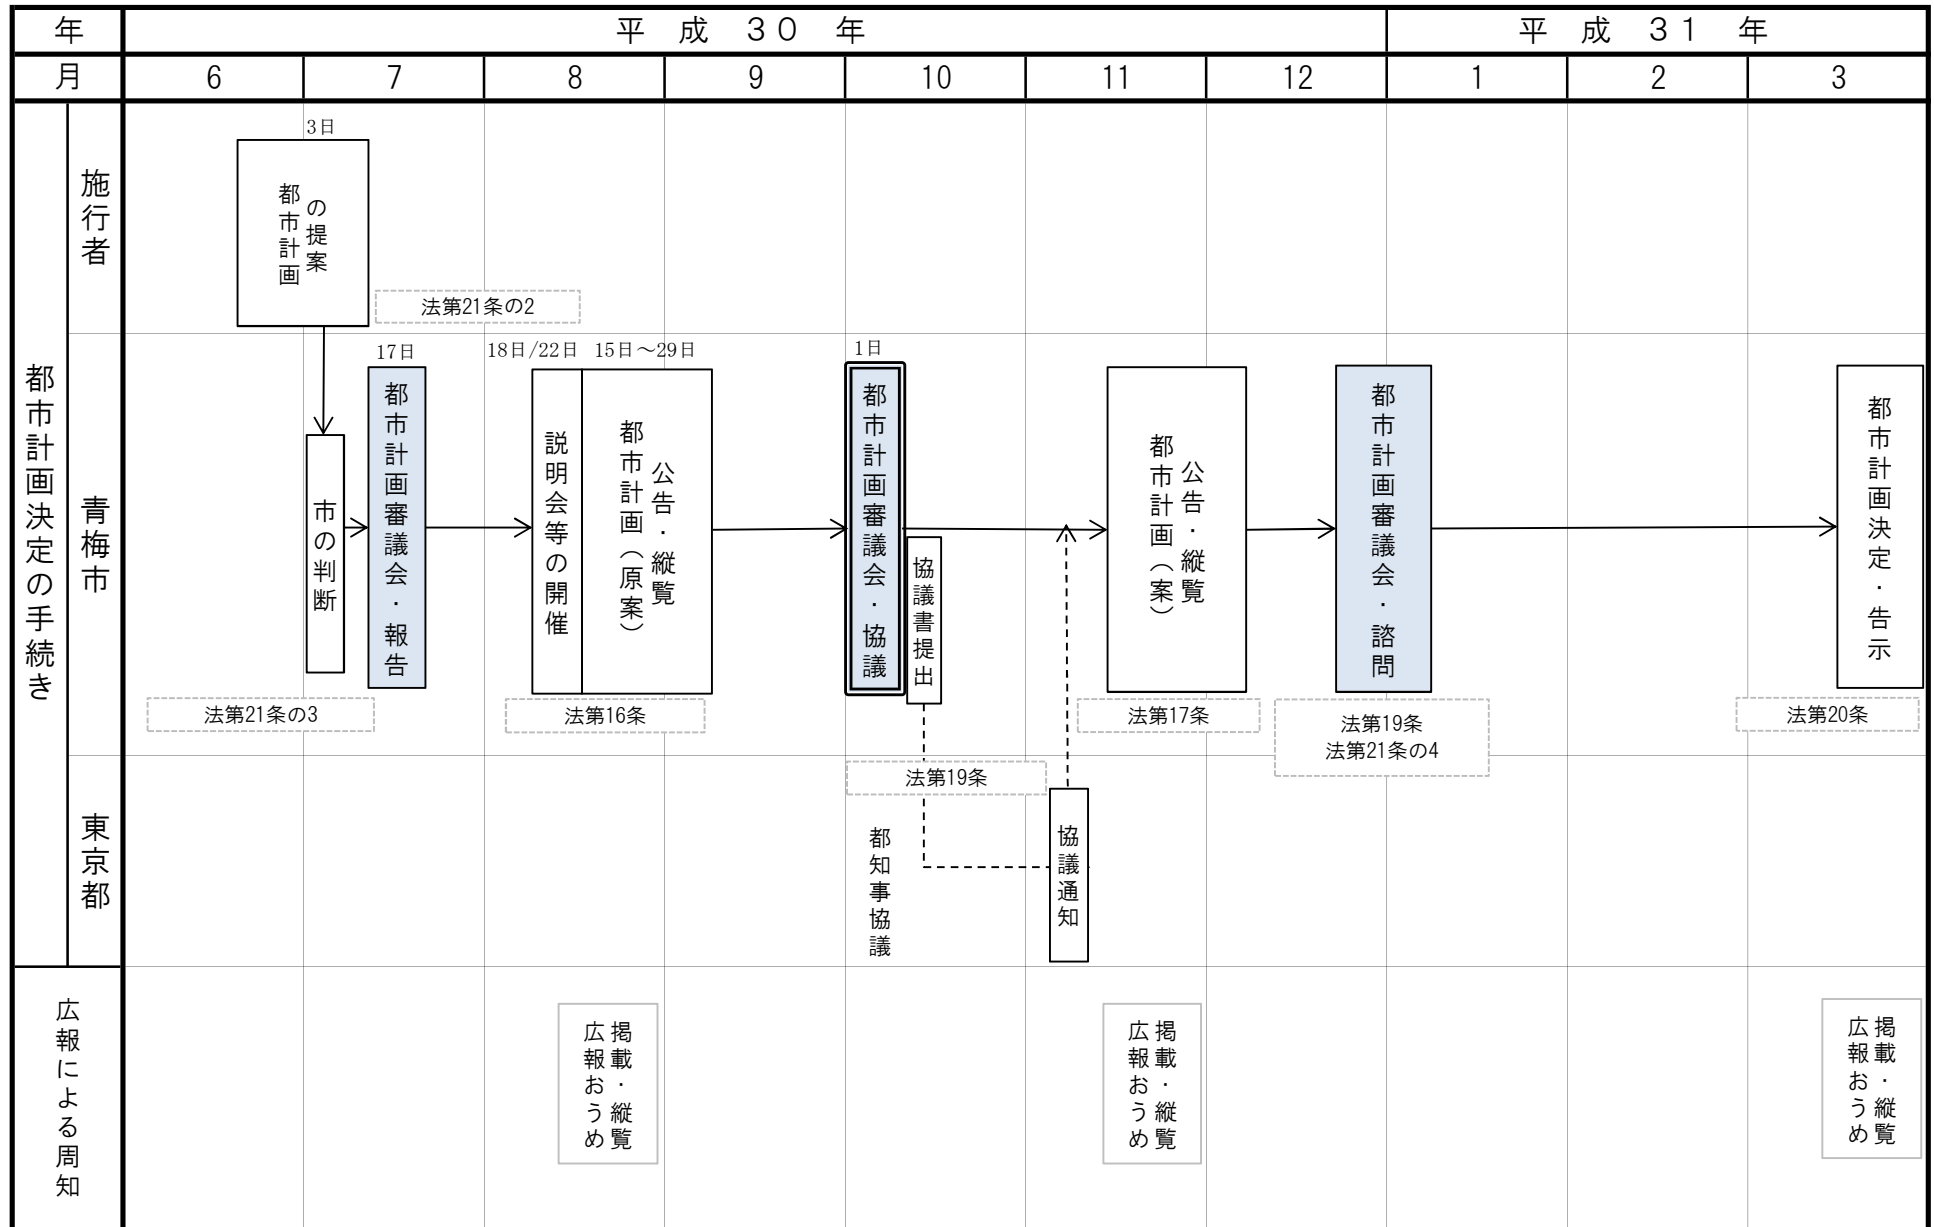 年
平成３０年
平成３１年
月
6
7
8
9
10
11
12
1
2
3
都市計画決定の手続き
施行者
3日
都市計画
の提案
法第21条の2
青梅市
市の判断
法第21条の3
17日
都市計画審議会・報告
18日/22日
15日～29日
説明会等の開催
都市計画（原案）
公告・縦覧
法第16条
1日
都市計画審議会・協議
協議書提出
都市計画（案）
公告・縦覧
法第17条
都市計画審議会・諮問
法第19条
法第21条の4
都市計画決定・告示
法第20条
東京都
法第19条
都知事協議
協議通知
広報による周知
広報おうめ
掲載・縦覧
広報おうめ
掲載・縦覧
広報おうめ
掲載・縦覧